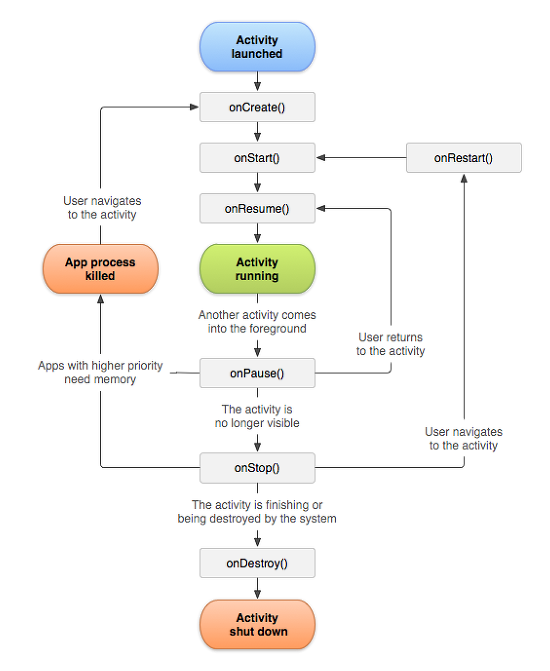 Activity
launched
onCreate()
onStart()
onRestart()
User navigates
to the activity
onResume()
App process
killed
Activity
running
Another activity comes
into the foreground
User returns
to the activity
Apps with higher priority
need memory
onPause()
The activity is
no longer visible
User navigates
to the activity
onStop()
The activity is finishing or
being destroyed by the system
onDestroy()
Activity
shut down